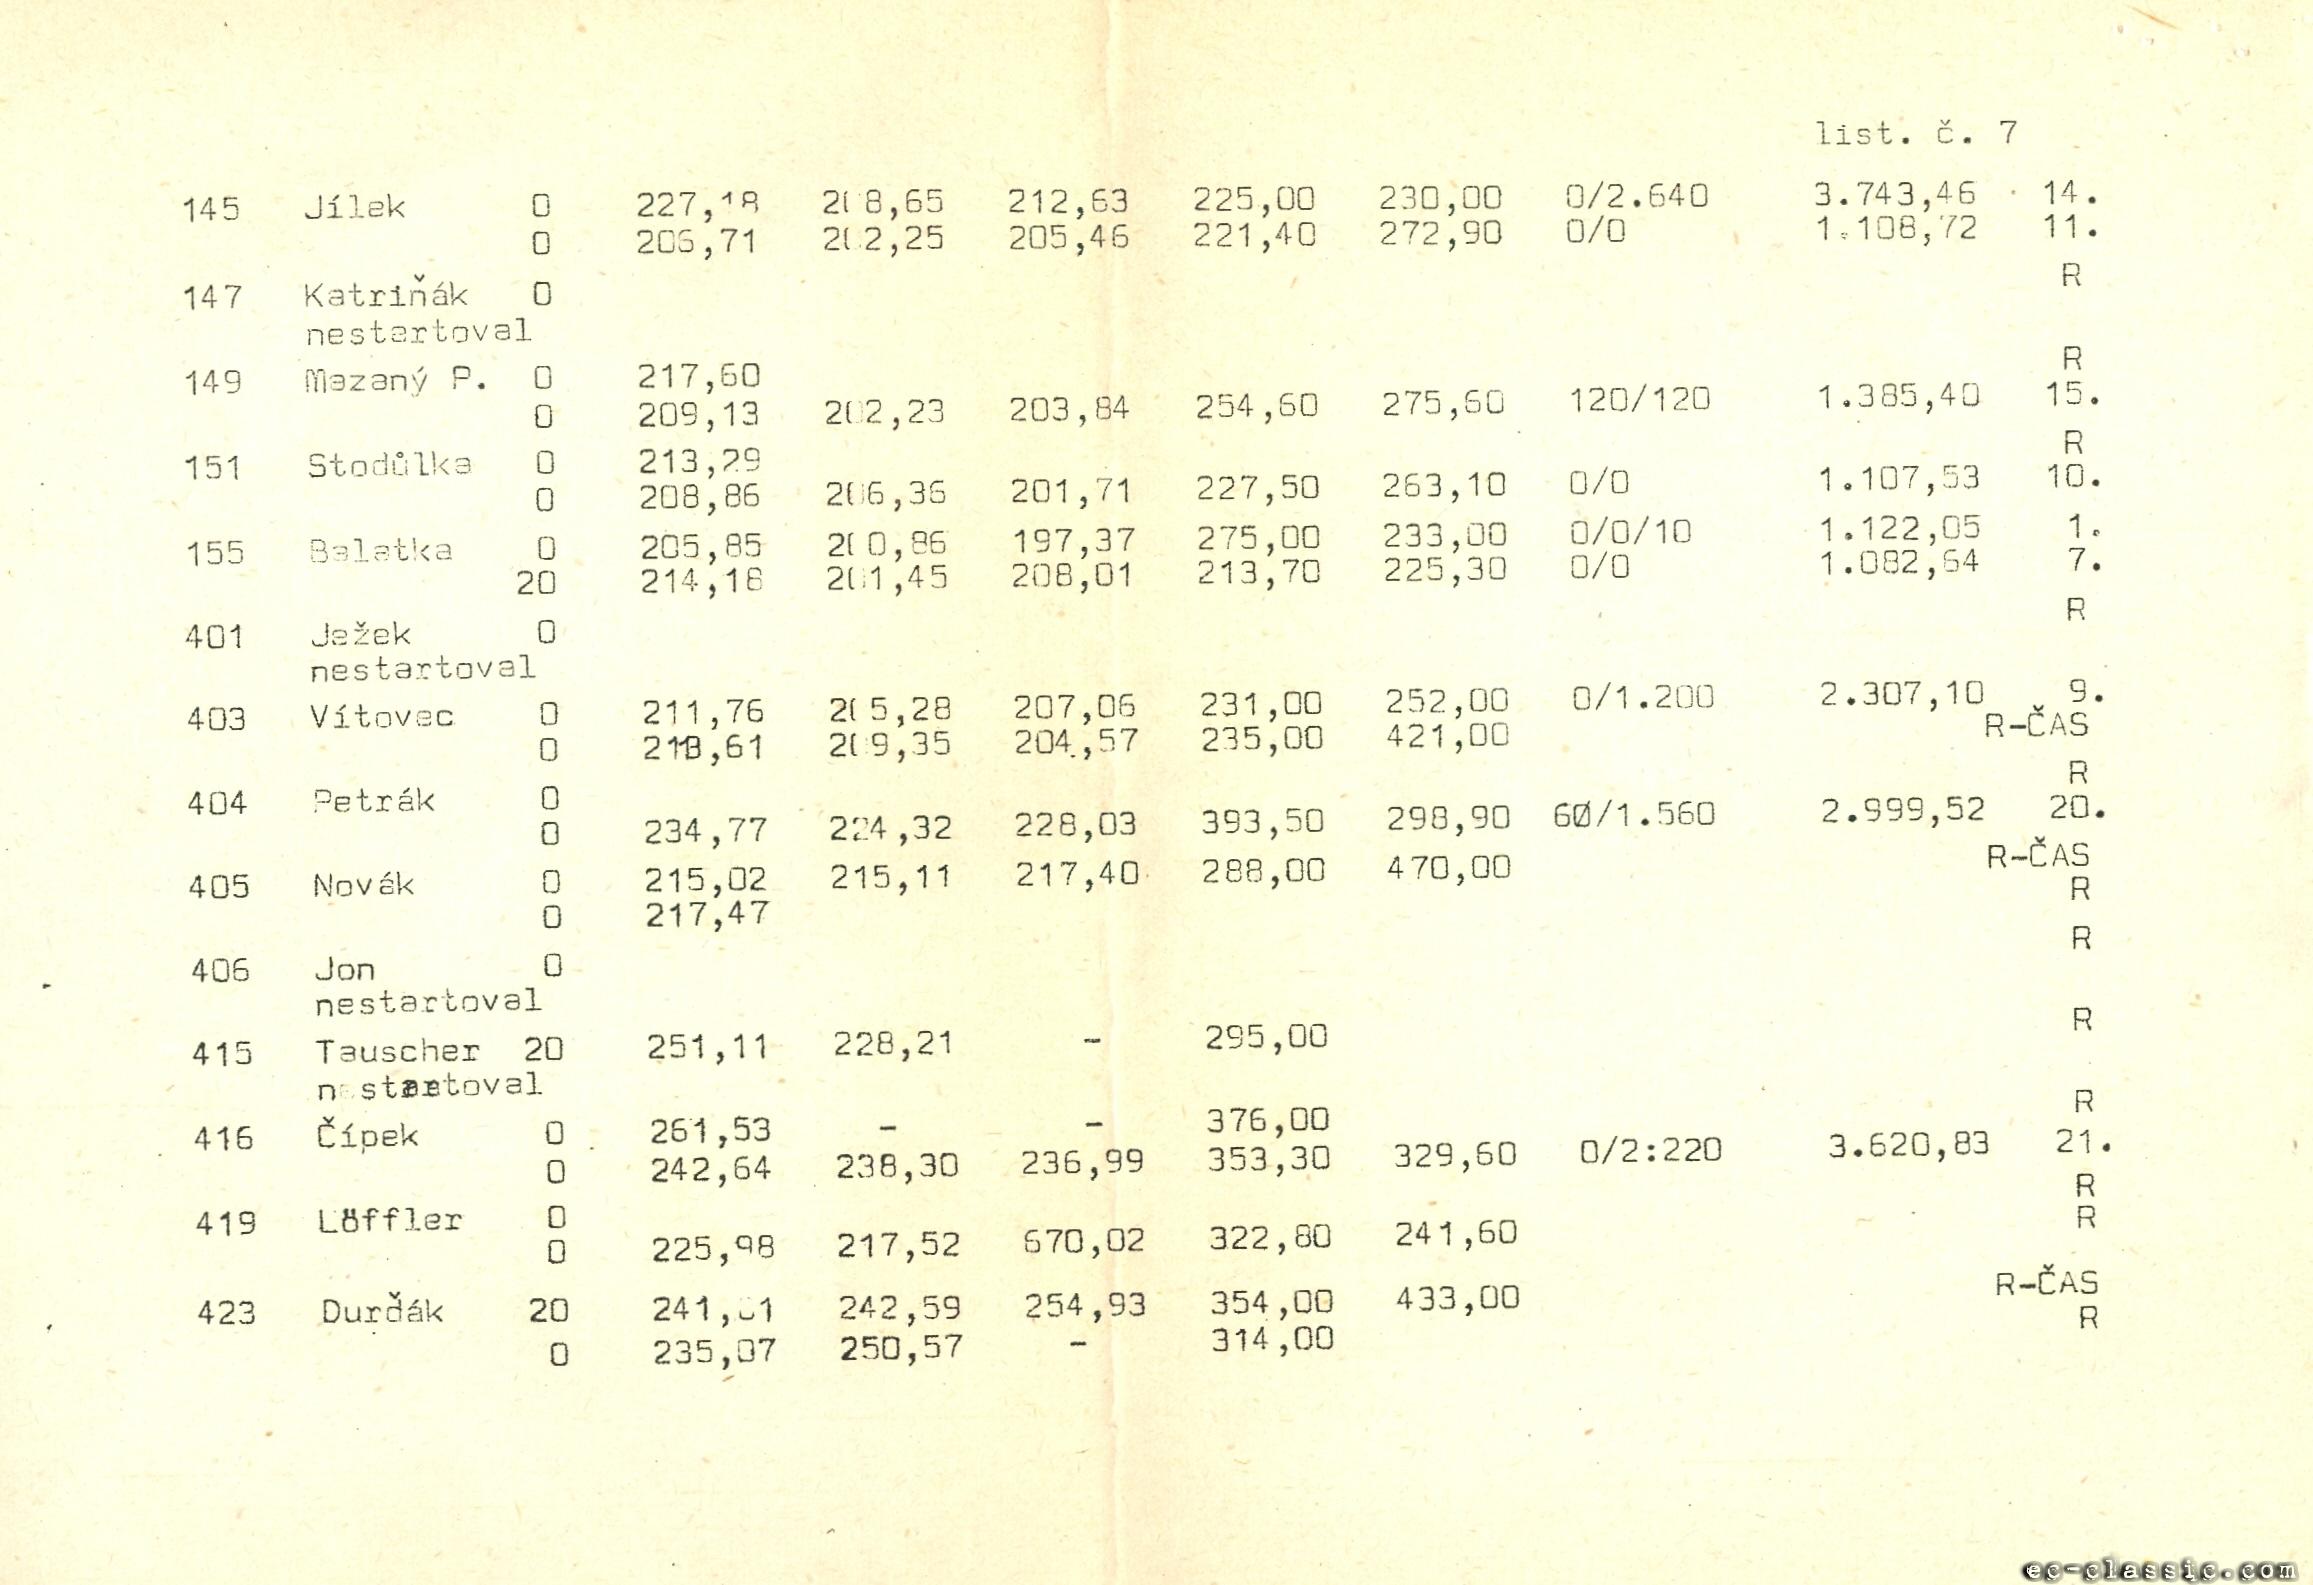 list. č. 7
145 Jílek 0 227,18 208,65 212,63 225,00 230,00 0/2.640 3.743,46 14.
0 206,71 202,25 205,46 221,40 272,90 0/0 1.108,72 11.
147 Katriňák 0 R
nestartoval
149 Mazaný P. 0 217,60 R
0 209,13 202,23 203,84 254,60 275,60 120/120 1.385,40 15.
151 Stodůlka 0 213,29 R
0 208,86 206,36 201,71 227,50 263,10 0/0 1.107,53 10.
155 Balatka 0 205,85 200,86 197,37 275,00 233,00 0/0/10 1.122,05 1.
20 214,18 201,45 208,01 213,70 225,30 0/0 1.082,64 7.
401 Ježek 0 R
nestartoval
403 Vítovec 0 211,76 205,28 207,06 231,00 252,00 0/1.200 2.307,10 9.
0 209,35 204,57 235,00 421,00 R-ČAS
404 Petrák 0 R
0 234,77 224,32 228,03 393,50 298,90 60/1.560 2.999,52 20.
405 Novák 0 215,02 215,11 217,40 288,00 470,00 R-ČAS
0 217,47 R
406 Jon 0 R
nestartoval
415 Tauscher 20 251,11 228,21 - 295,00 R
nestartoval
416 Čípek 0 261,53 - - 376,00 R
0 242,64 238,30 236,99 353,30 329,60 0/2:220 3.620,83 21.
419 Löffler 0 R
0 225,98 217,52 670,02 322,80 241,60 R
423 Durďák 20 242,59 254,93 354,00 433,00 R-ČAS
0 235,07 250,57 - 314,00 R
ec-classic.com